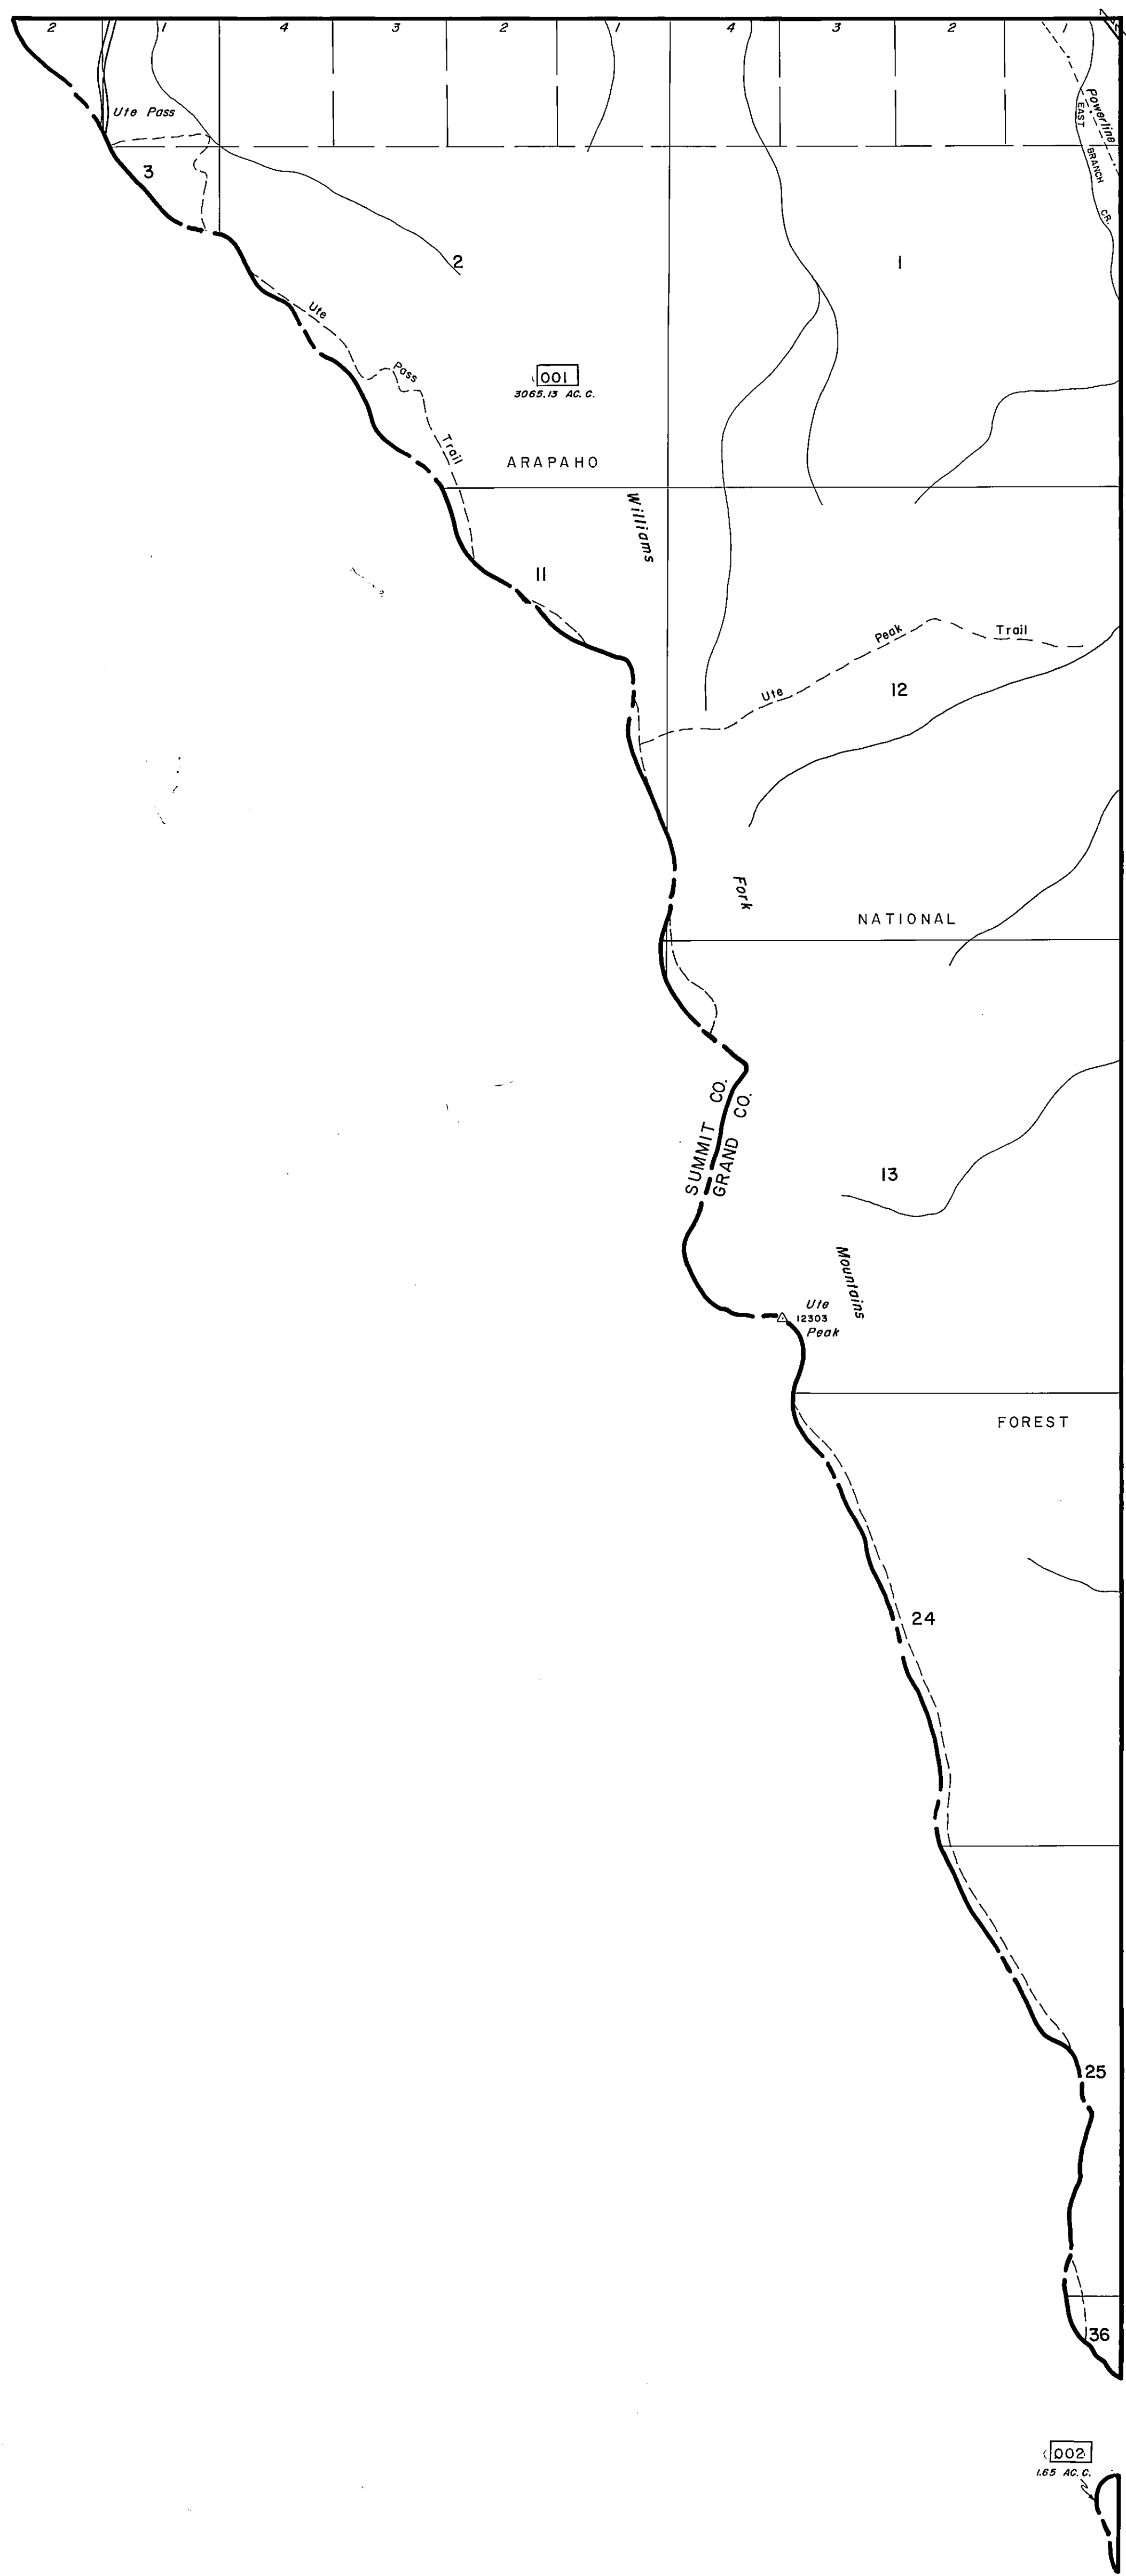 2 1 4 3 2 1 4 3 2 1
Ute Pass
Powerline
EAST BRANCH CR.
3
2
1
Ute Pass Trail
001
3065.13 AC. C.
ARAPAHO
Williams
11
Ute Peak Trail
12
Fork
NATIONAL
SUMMIT CO.
GRAND CO.
13
Mountains
Ute
12303
Peak
FOREST
24
25
36
002
1.65 AC. C.